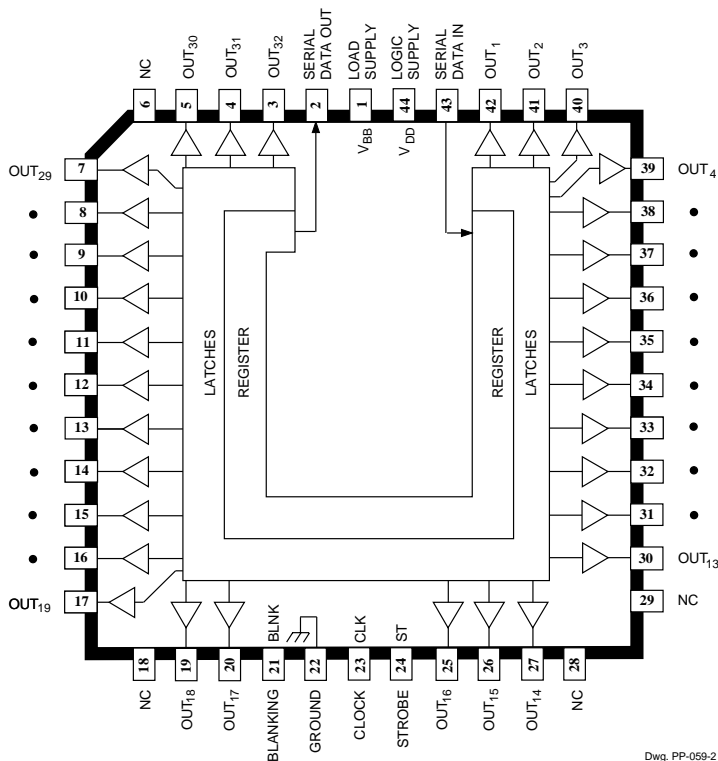 NC
OUT30
OUT31
OUT32
SERIAL
DATA OUT
LOAD
SUPPLY
LOGIC
SUPPLY
SERIAL
DATA IN
OUT1
OUT2
OUT3
6
5
4
3
2
1
44
43
42
41
40
VBB
VDD
OUT29
7
39
OUT4
8
38
9
37
10
36
11
35
12
34
13
33
14
32
15
31
16
30
OUT13
OUT19
17
29
NC
LATCHES
REGISTER
REGISTER
LATCHES
BLNK
CLK
ST
18
19
20
21
22
23
24
25
26
27
28
NC
OUT18
OUT17
BLANKING
GROUND
CLOCK
STROBE
OUT16
OUT15
OUT14
NC
Dwg. PP-059-2